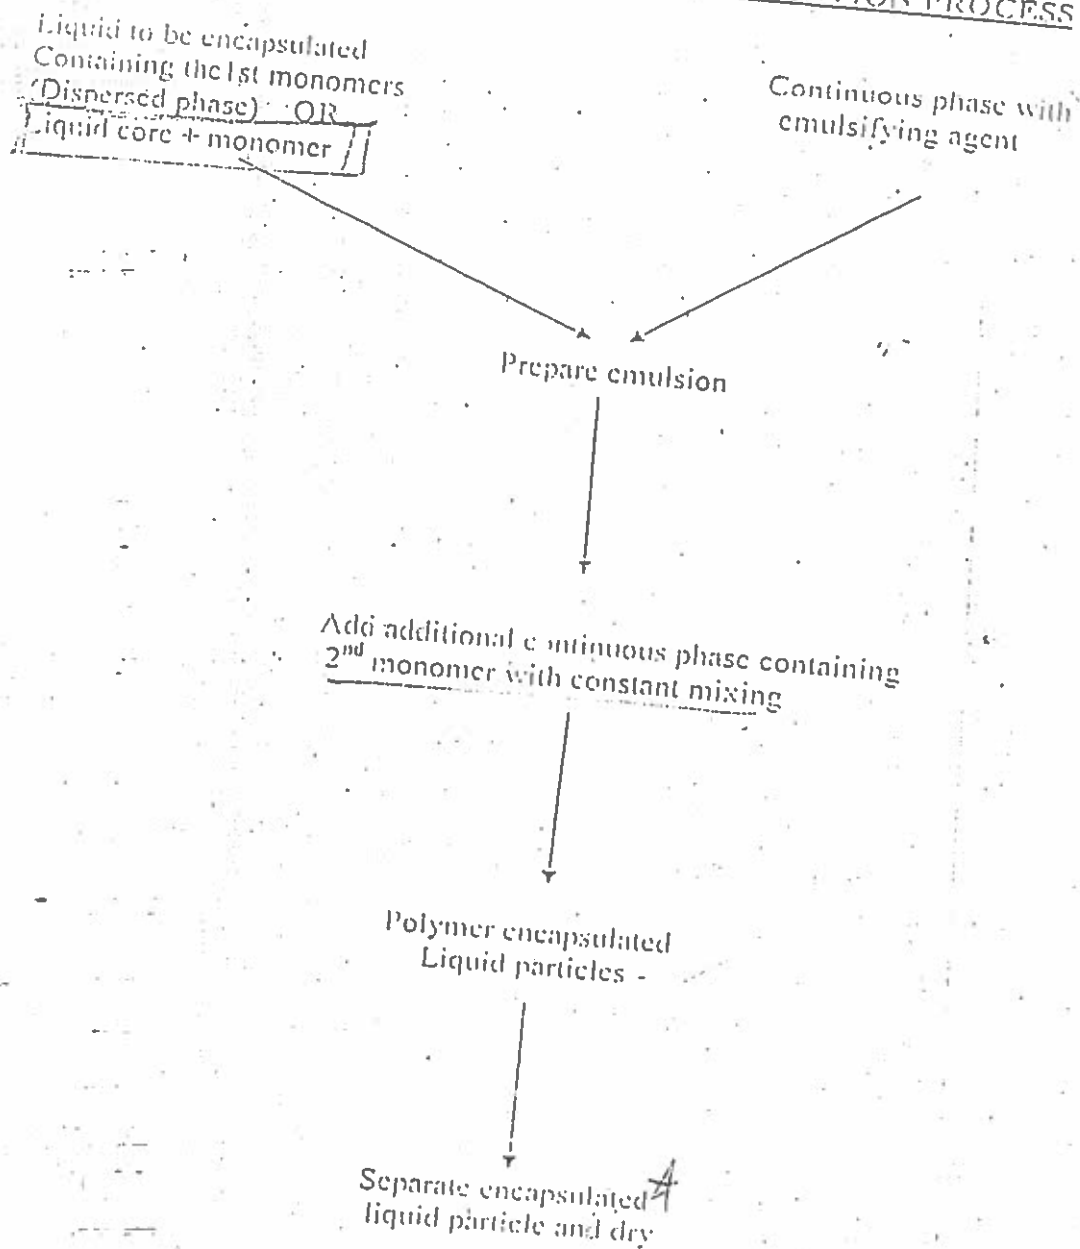 PROCESS
Liquid to be encapsulated
Containing the 1st monomers
(Dispersed phase) OR
Liquid core + monomer
Continuous phase with
emulsifying agent
Prepare emulsion
Add additional continuous phase containing
2nd monomer with constant mixing
Polymer encapsulated
Liquid particles -
Separate encapsulated
liquid particle and dry